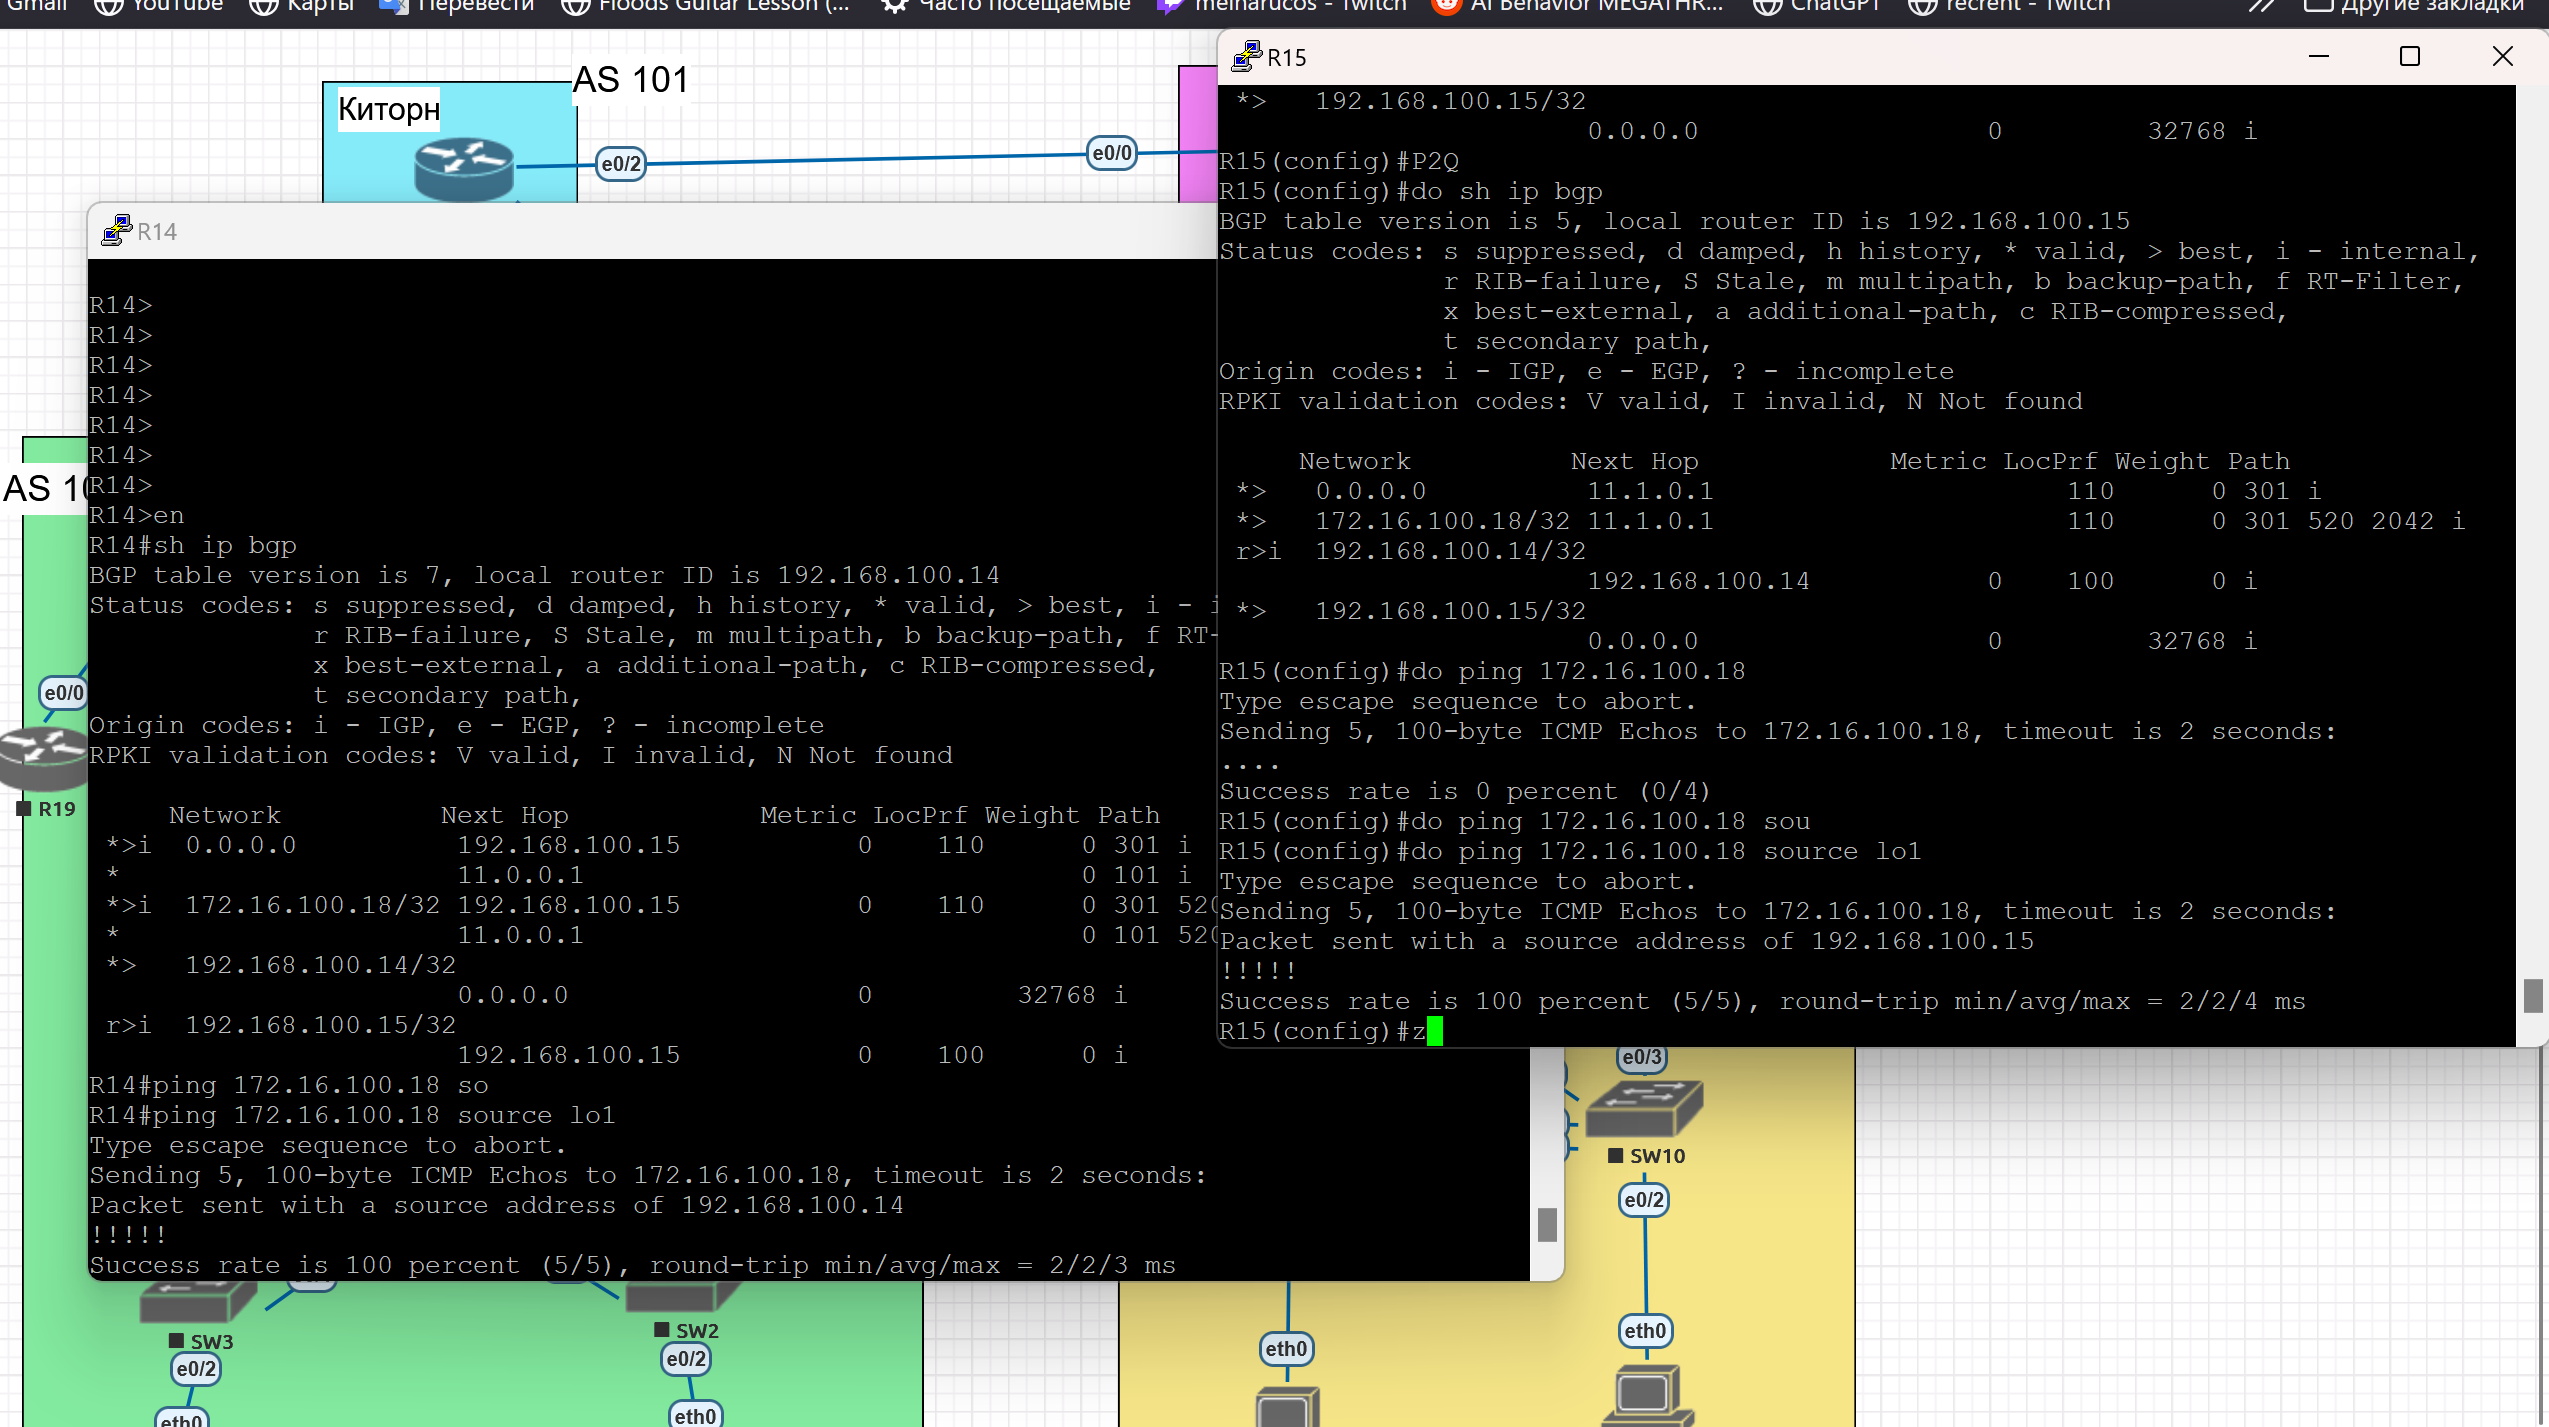 Gmail YouTube Карты Перевести Floods Guitar Lesson (... Часто посещаемые melharucos - Twitch AI Behavior MEGATHR... ChatGPT recrent - Twitch Другие закладки
AS 101
Киторн
e0/2
e0/0
AS 10
e0/0
R19
R14
R14>
R14>
R14>
R14>
R14>
R14>
R14>
R14>en
R14#sh ip bgp
BGP table version is 7, local router ID is 192.168.100.14
Status codes: s suppressed, d damped, h history, * valid, > best, i - i
r RIB-failure, S Stale, m multipath, b backup-path, f RT-
x best-external, a additional-path, c RIB-compressed,
t secondary path,
Origin codes: i - IGP, e - EGP, ? - incomplete
RPKI validation codes: V valid, I invalid, N Not found
Network Next Hop Metric LocPrf Weight Path
*>i 0.0.0.0 192.168.100.15 0 110 0 301 i
* 11.0.0.1 0 101 i
*>i 172.16.100.18/32 192.168.100.15 0 110 0 301 520
* 11.0.0.1 0 101 520
*> 192.168.100.14/32
0.0.0.0 0 32768 i
r>i 192.168.100.15/32
192.168.100.15 0 100 0 i
R14#ping 172.16.100.18 so
R14#ping 172.16.100.18 source lo1
Type escape sequence to abort.
Sending 5, 100-byte ICMP Echos to 172.16.100.18, timeout is 2 seconds:
Packet sent with a source address of 192.168.100.14
!!!!!
Success rate is 100 percent (5/5), round-trip min/avg/max = 2/2/3 ms
R15
*> 192.168.100.15/32
0.0.0.0 0 32768 i
R15(config)#P2Q
R15(config)#do sh ip bgp
BGP table version is 5, local router ID is 192.168.100.15
Status codes: s suppressed, d damped, h history, * valid, > best, i - internal,
r RIB-failure, S Stale, m multipath, b backup-path, f RT-Filter,
x best-external, a additional-path, c RIB-compressed,
t secondary path,
Origin codes: i - IGP, e - EGP, ? - incomplete
RPKI validation codes: V valid, I invalid, N Not found
Network Next Hop Metric LocPrf Weight Path
*> 0.0.0.0 11.1.0.1 110 0 301 i
*> 172.16.100.18/32 11.1.0.1 110 0 301 520 2042 i
r>i 192.168.100.14/32
192.168.100.14 0 100 0 i
*> 192.168.100.15/32
0.0.0.0 0 32768 i
R15(config)#do ping 172.16.100.18
Type escape sequence to abort.
Sending 5, 100-byte ICMP Echos to 172.16.100.18, timeout is 2 seconds:
....
Success rate is 0 percent (0/4)
R15(config)#do ping 172.16.100.18 sou
R15(config)#do ping 172.16.100.18 source lo1
Type escape sequence to abort.
Sending 5, 100-byte ICMP Echos to 172.16.100.18, timeout is 2 seconds:
Packet sent with a source address of 192.168.100.15
!!!!!
Success rate is 100 percent (5/5), round-trip min/avg/max = 2/2/4 ms
R15(config)#z
e0/3
SW10
e0/2
eth0
eth0
SW3
e0/2
eth0
SW2
e0/2
eth0